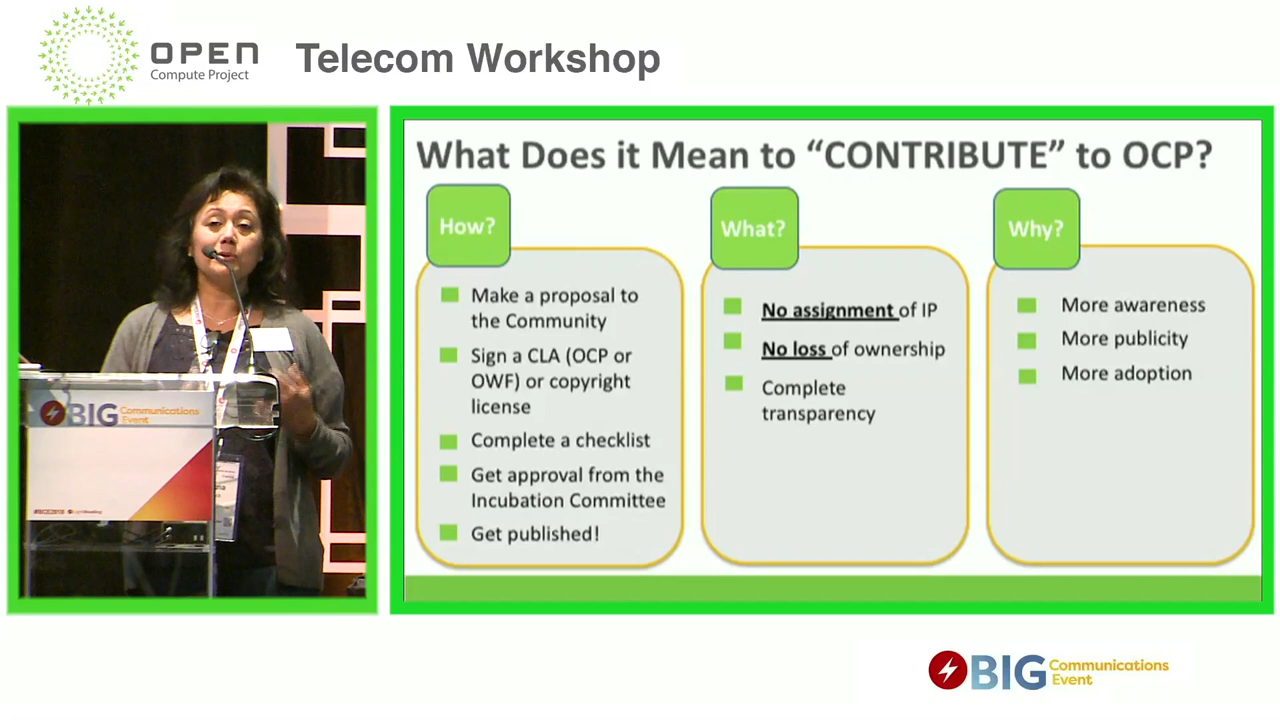 OPEN
Compute Project
Telecom Workshop
What Does it Mean to “CONTRIBUTE” to OCP?
How?
Make a proposal to
the Community
Sign a CLA (OCP or
OWF) or copyright
license
Complete a checklist
Get approval from the
Incubation Committee
Get published!
What?
No assignment of IP
No loss of ownership
Complete
transparency
Why?
More awareness
More publicity
More adoption
BIG Communications
Event
BIG Communications
Event